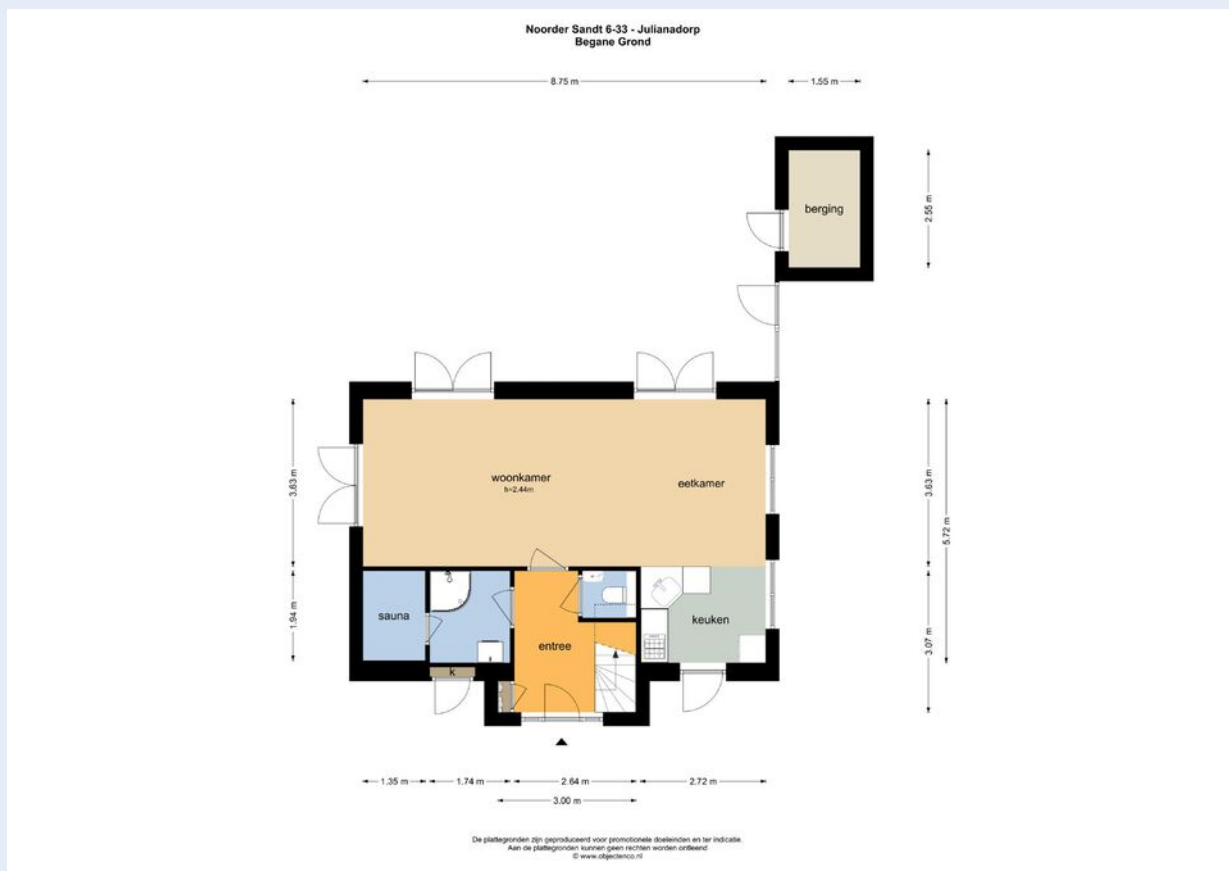 Noorder Sandt 6-33 - Julianadorp
Begane Grond
8.75 m
1.55 m
berging
2.55 m
woonkamer
h=2.44m
eetkamer
3.63 m
3.63 m
5.72 m
sauna
entree
keuken
k
1.94 m
3.07 m
1.35 m
1.74 m
2.64 m
2.72 m
3.00 m
De plattegronden zijn geproduceerd voor promotionele doeleinden en ter indicatie.
Aan de plattegronden kunnen geen rechten worden ontleend
© www.objectenco.nl